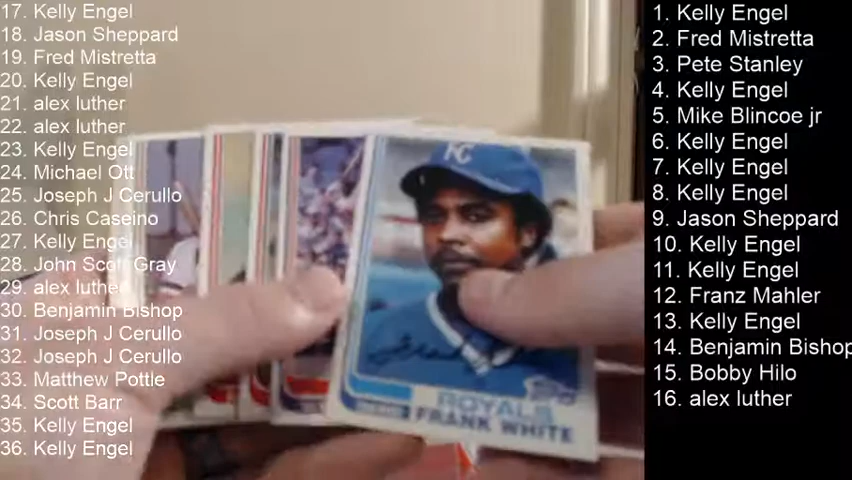 17. Kelly Engel
18. Jason Sheppard
19. Fred Mistretta
20. Kelly Engel
21. alex luther
22. alex luther
23. Kelly Engel
24. Michael Ott
25. Joseph J Cerullo
26. Chris Caseino
27. Kelly Engel
28. John Scott Gray
29. alex luther
30. Benjamin Bishop
31. Joseph J Cerullo
32. Joseph J Cerullo
33. Matthew Pottle
34. Scott Barr
35. Kelly Engel
36. Kelly Engel
KC
Topps
ROYALS
FRANK WHITE
1. Kelly Engel
2. Fred Mistretta
3. Pete Stanley
4. Kelly Engel
5. Mike Blincoe jr
6. Kelly Engel
7. Kelly Engel
8. Kelly Engel
9. Jason Sheppard
10. Kelly Engel
11. Kelly Engel
12. Franz Mahler
13. Kelly Engel
14. Benjamin Bishop
15. Bobby Hilo
16. alex luther